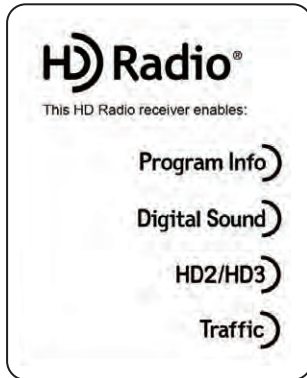 HD Radio®
This HD Radio receiver enables:
Program Info
Digital Sound
HD2/HD3
Traffic